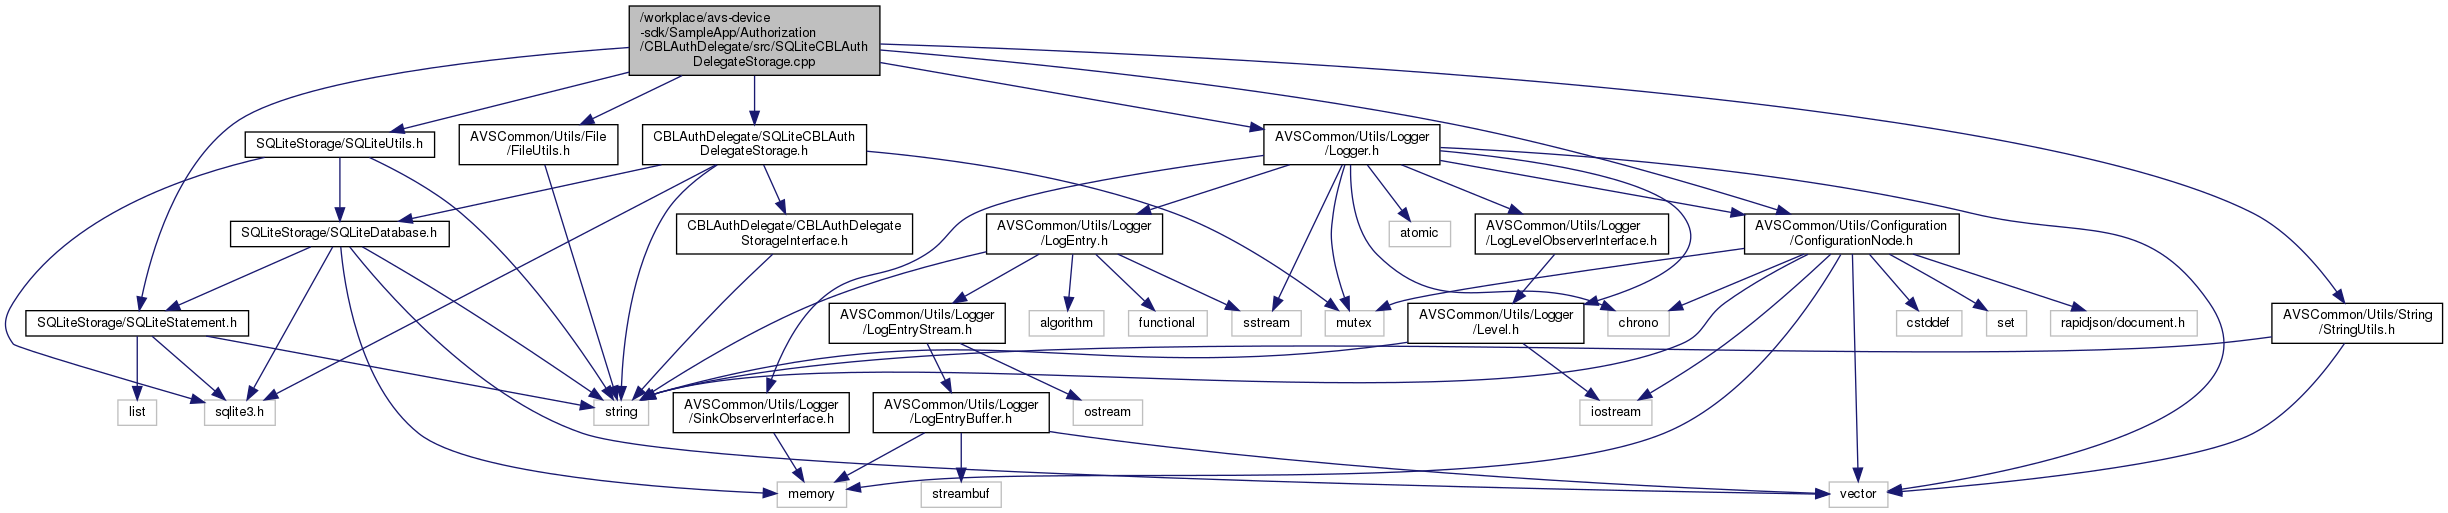 /workplace/avs-device
-sdk/SampleApp/Authorization
/CBLAuthDelegate/src/SQLiteCBLAuth
DelegateStorage.cpp
SQLiteStorage/SQLiteUtils.h
AVSCommon/Utils/File
/FileUtils.h
CBLAuthDelegate/SQLiteCBLAuth
DelegateStorage.h
AVSCommon/Utils/Logger
/Logger.h
SQLiteStorage/SQLiteDatabase.h
CBLAuthDelegate/CBLAuthDelegate
StorageInterface.h
AVSCommon/Utils/Logger
/LogEntry.h
atomic
AVSCommon/Utils/Logger
/LogLevelObserverInterface.h
AVSCommon/Utils/Configuration
/ConfigurationNode.h
SQLiteStorage/SQLiteStatement.h
AVSCommon/Utils/Logger
/LogEntryStream.h
algorithm
functional
sstream
mutex
AVSCommon/Utils/Logger
/Level.h
chrono
cstddef
set
rapidjson/document.h
AVSCommon/Utils/String
/StringUtils.h
list
sqlite3.h
string
AVSCommon/Utils/Logger
/SinkObserverInterface.h
AVSCommon/Utils/Logger
/LogEntryBuffer.h
ostream
iostream
memory
streambuf
vector